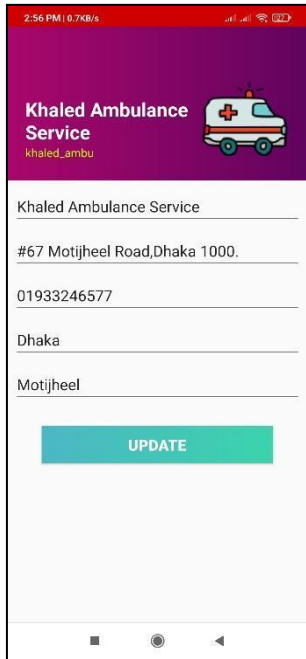 2:56 PM | 0.7KB/s
27
Khaled Ambulance
Service
khaled_ambu
Khaled Ambulance Service
#67 Motijheel Road,Dhaka 1000.
01933246577
Dhaka
Motijheel
UPDATE